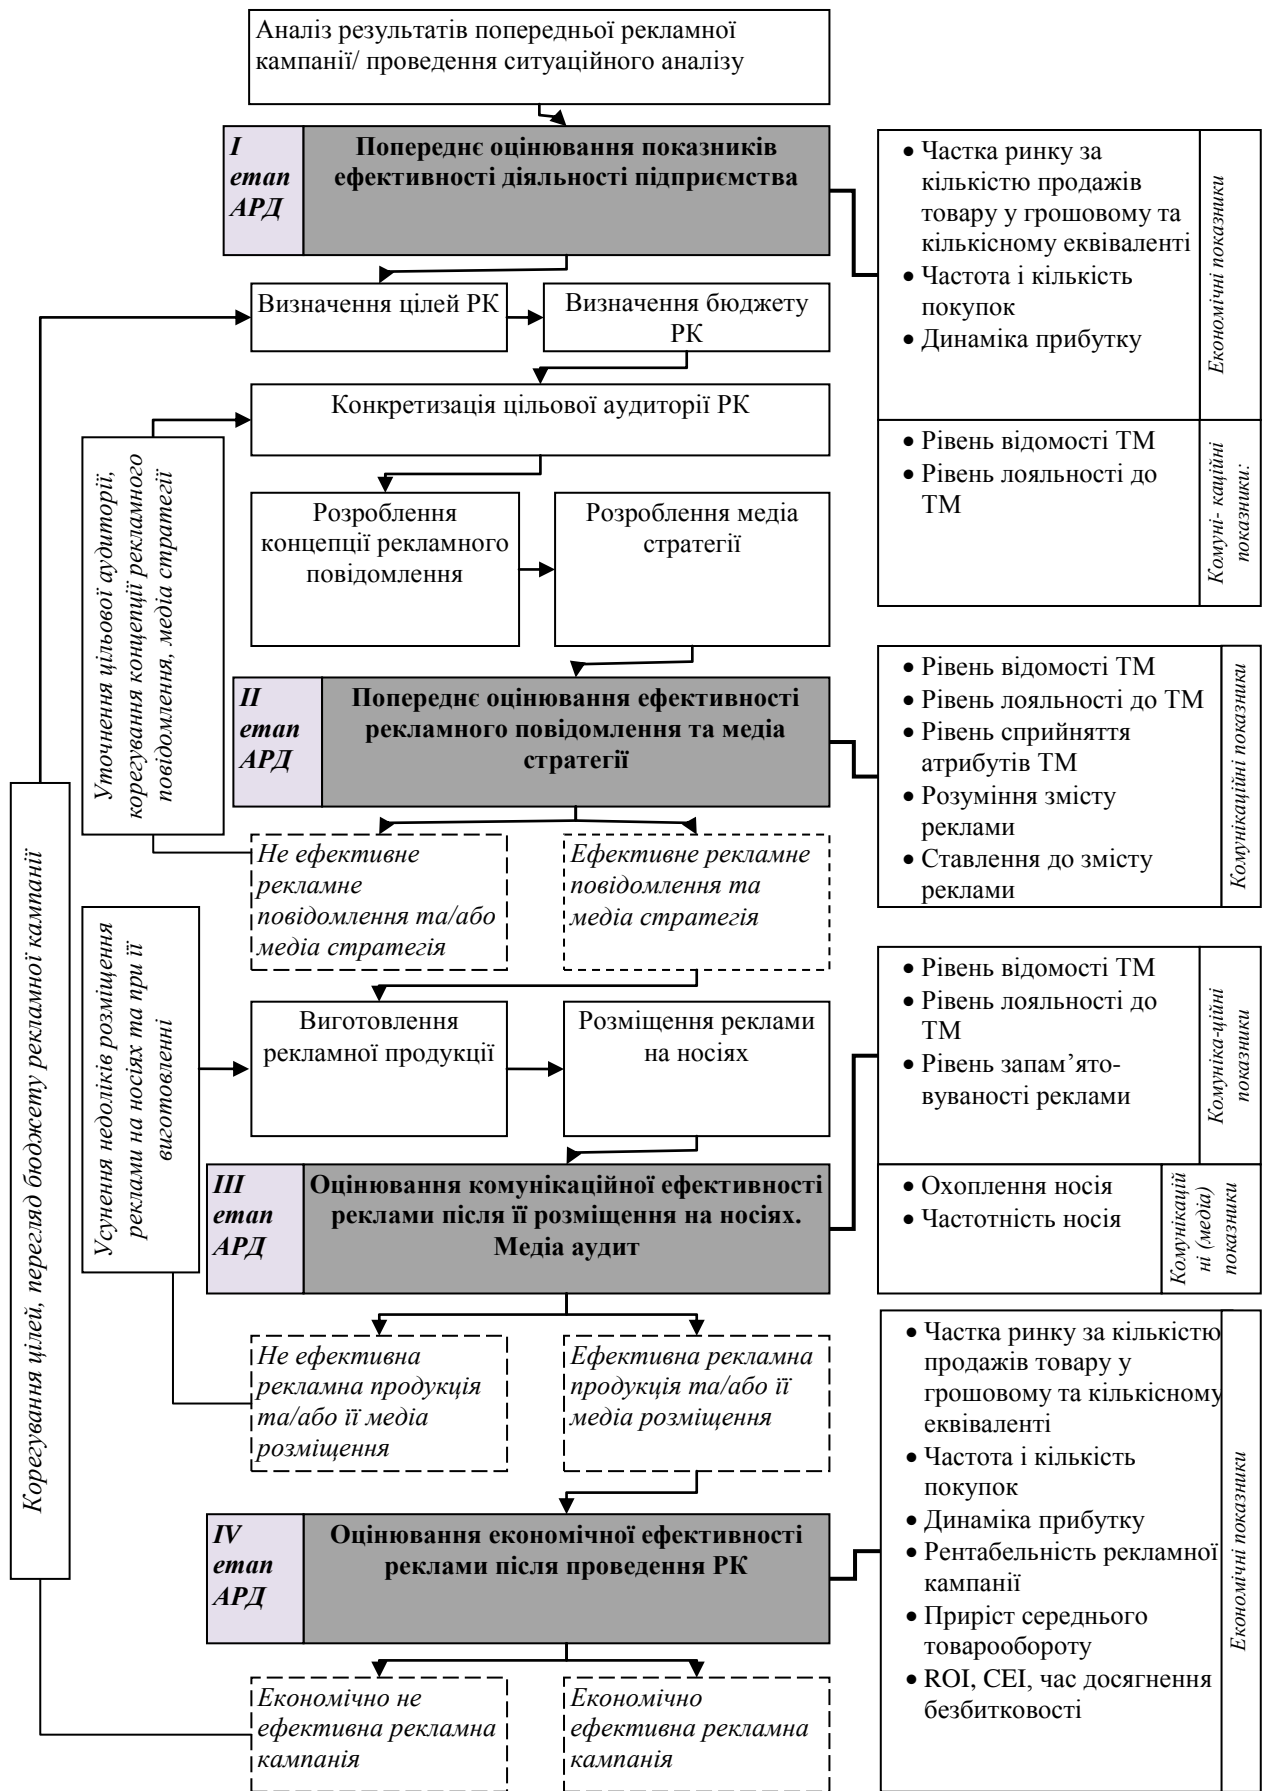 Аналіз результатів попередньої рекламної
кампанії/ проведення ситуаційного аналізу
I
етап
АРД
Попереднє оцінювання показників
ефективності діяльності підприємства
• Частка ринку за
кількістю продажів
товару у грошовому та
кількісному еквіваленті
• Частота і кількість
покупок
• Динаміка прибутку
Економічні показники
Визначення цілей РК
Визначення бюджету
РК
Конкретизація цільової аудиторії РК
• Рівень відомості ТМ
• Рівень лояльності до
ТМ
Комуні- каційні
показники:
Уточнення цільової аудиторії,
корегування концепції рекламного
повідомлення, медіа стратегії
Розроблення
концепції рекламного
повідомлення
Розроблення медіа
стратегії
II
етап
АРД
Попереднє оцінювання ефективності
рекламного повідомлення та медіа
стратегії
• Рівень відомості ТМ
• Рівень лояльності до ТМ
• Рівень сприйняття
атрибутів ТМ
• Розуміння змісту
реклами
• Ставлення до змісту
реклами
Комунікаційні показники
Не ефективне
рекламне
повідомлення та/або
медіа стратегія
Ефективне рекламне
повідомлення та
медіа стратегія
Корегування цілей, перегляд бюджету рекламної кампанії
Усунення недоліків розміщення
реклами на носіях та при її
виготовленні
Виготовлення
рекламної продукції
Розміщення реклами
на носіях
• Рівень відомості ТМ
• Рівень лояльності до
ТМ
• Рівень запам’ято-
вуваності реклами
Комуніка-ційні
показники
III
етап
АРД
Оцінювання комунікаційної ефективності
реклами після її розміщення на носіях.
Медіа аудит
• Охоплення носія
• Частотність носія
Комунікацій
ні (медіа)
показники
Не ефективна
рекламна продукція
та/або її медіа
розміщення
Ефективна рекламна
продукція та/або її
медіа розміщення
IV
етап
АРД
Оцінювання економічної ефективності
реклами після проведення РК
• Частка ринку за кількістю
продажів товару у
грошовому та кількісному
еквіваленті
• Частота і кількість
покупок
• Динаміка прибутку
• Рентабельність рекламної
кампанії
• Приріст середнього
товарообороту
• ROI, CEI, час досягнення
безбитковості
Економічні показники
Економічно не
ефективна рекламна
кампанія
Економічно
ефективна рекламна
кампанія